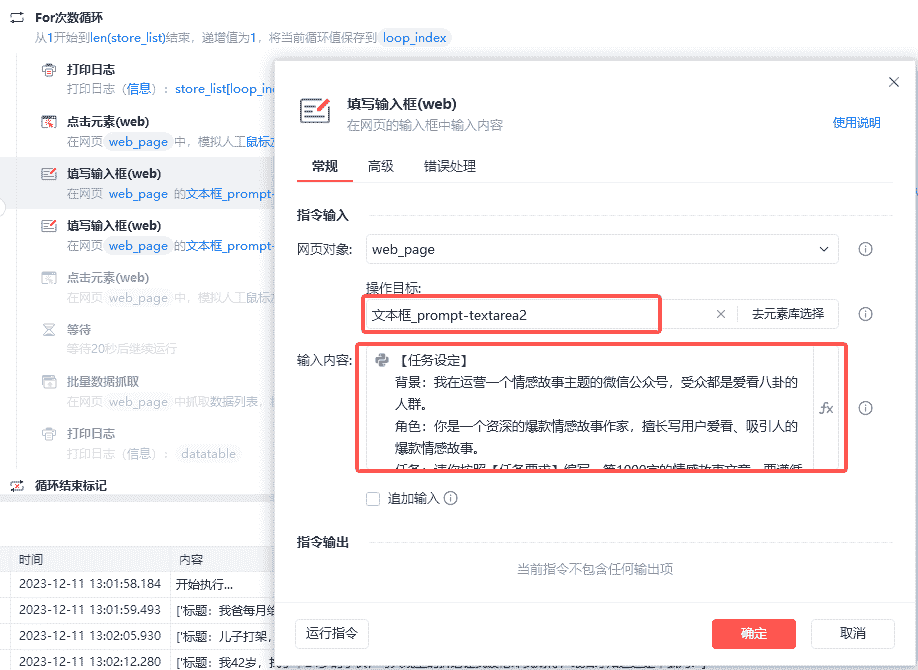 For次数循环
从1开始到len(store_list)结束，递增值为1，将当前循环值保存到 loop_index
打印日志
打印日志（信息）： store_list[loop_in
点击元素(web)
在网页 web_page 中，模拟人工鼠标
填写输入框(web)
在网页 web_page 的文本框_prompt-
填写输入框(web)
在网页 web_page 的文本框_prompt-
点击元素(web)
在网页 web_page 中，模拟人工鼠标
等待
等待20秒后继续运行
批量数据抓取
在网页 web_page 中抓取数据列表，
打印日志
打印日志（信息）： datatable
循环结束标记
填写输入框(web)
在网页的输入框中输入内容
使用说明
常规 高级 错误处理
指令输入
网页对象: web_page
操作目标:
文本框_prompt-textarea2 去元素库选择
输入内容: 【任务设定】
背景：我在运营一个情感故事主题的微信公众号，受众都是爱看八卦的
人群。
角色：你是一个资深的爆款情感故事作家，擅长写用户爱看、吸引人的
爆款情感故事。
fx
追加输入
指令输出
当前指令不包含任何输出项
运行指令 确定 取消
时间 内容
2023-12-11 13:01:58.184 开始执行...
2023-12-11 13:01:59.493 ['标题：我爸每月给
2023-12-11 13:02:05.930 ['标题：儿子打架，
2023-12-11 13:02:12.280 ['标题：我42岁，